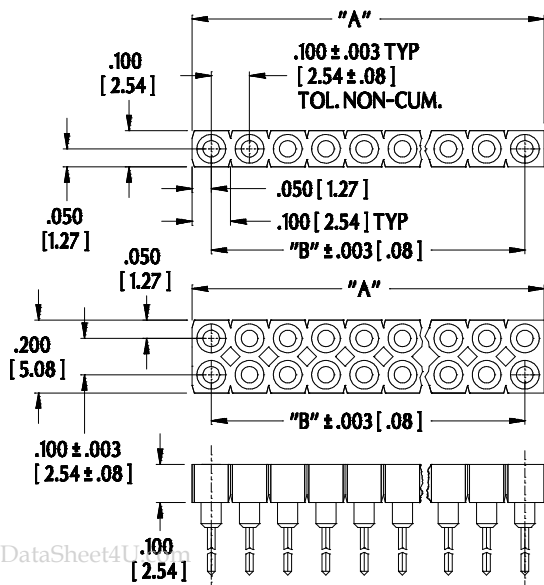 "A"
.100 ± .003 TYP
[ 2.54 ± .08 ]
TOL. NON-CUM.
.100
[ 2.54 ]
.050 [ 1.27 ]
.050
[1.27 ]
.100 [ 2.54 ] TYP
"B" ± .003 [ .08 ]
.050
[ 1.27 ]
"A"
.200
[ 5.08 ]
"B" ± .003 [ .08 ]
.100 ± .003
[ 2.54 ± .08 ]
DataSheet4U.com
.100
[ 2.54 ]